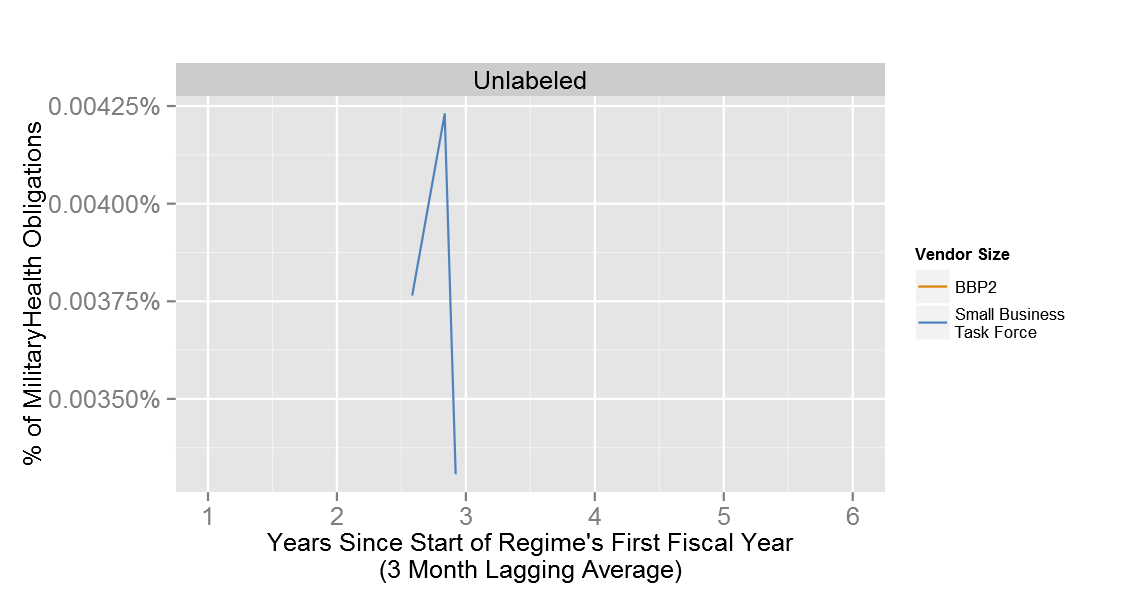 Unlabeled
0.00425%
0.00400%
0.00375%
0.00350%
% of MilitaryHealth Obligations
1 2 3 4 5 6
Years Since Start of Regime's First Fiscal Year
(3 Month Lagging Average)
Vendor Size
BBP2
Small Business
Task Force